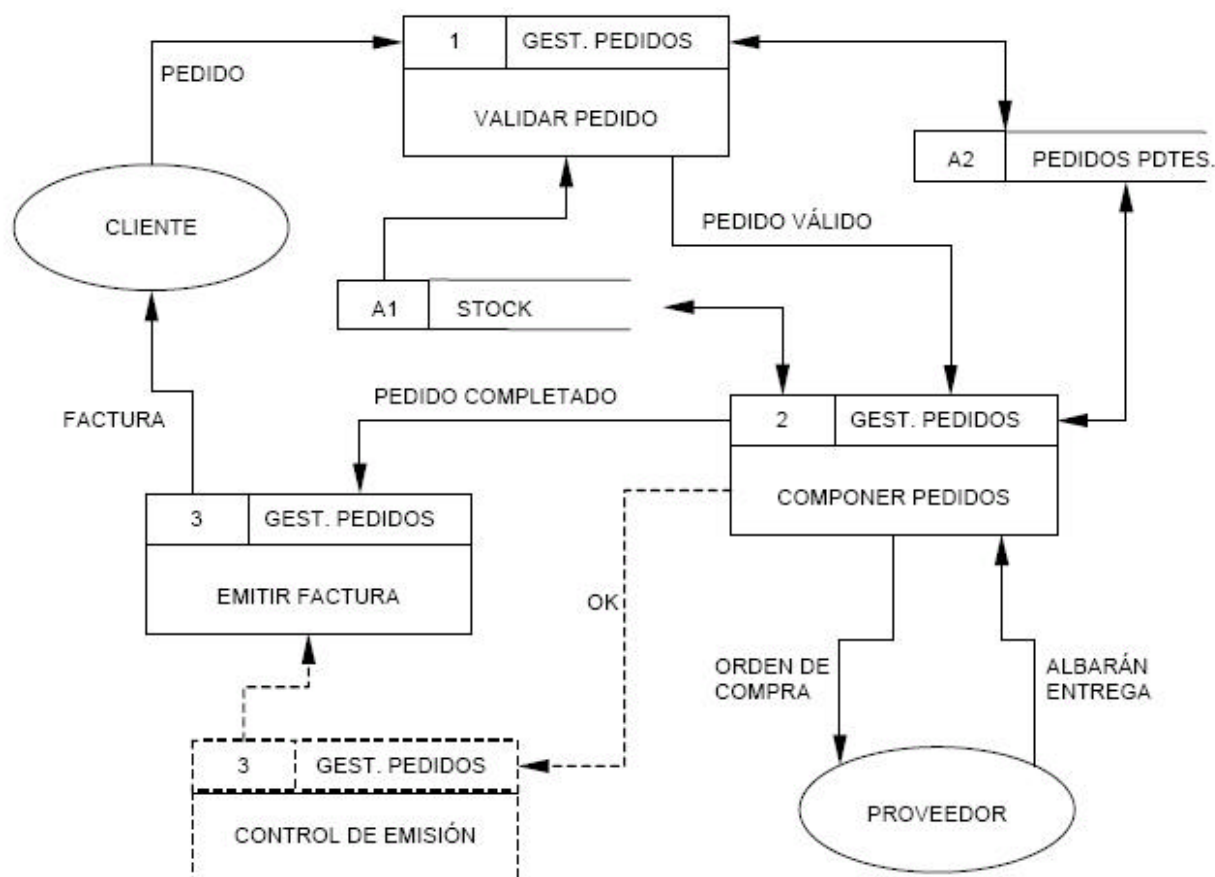 1 GEST. PEDIDOS
PEDIDO
VALIDAR PEDIDO
A2 PEDIDOS PDTES.
CLIENTE
PEDIDO VÁLIDO
A1 STOCK
PEDIDO COMPLETADO
FACTURA
2 GEST. PEDIDOS
COMPONER PEDIDOS
3 GEST. PEDIDOS
EMITIR FACTURA
OK
ORDEN DE
COMPRA
ALBARÁN
ENTREGA
3 GEST. PEDIDOS
CONTROL DE EMISIÓN
PROVEEDOR